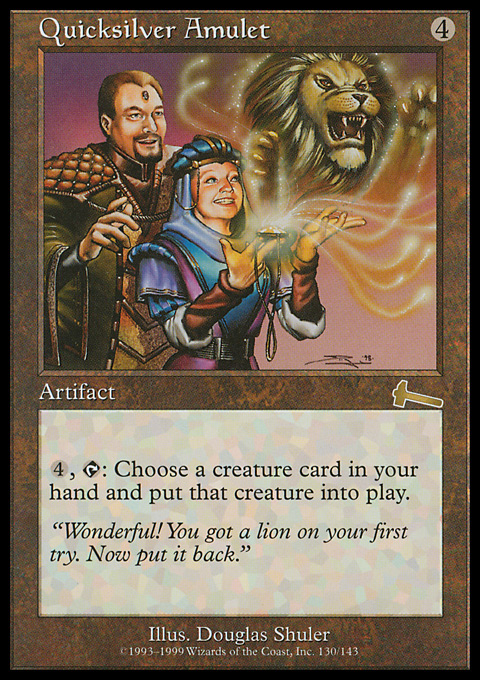 Quicksilver Amulet 4
Artifact
4, : Choose a creature card in your
hand and put that creature into play.
“Wonderful! You got a lion on your first
try. Now put it back.”
Illus. Douglas Shuler
©1993–1999 Wizards of the Coast, Inc. 130/143